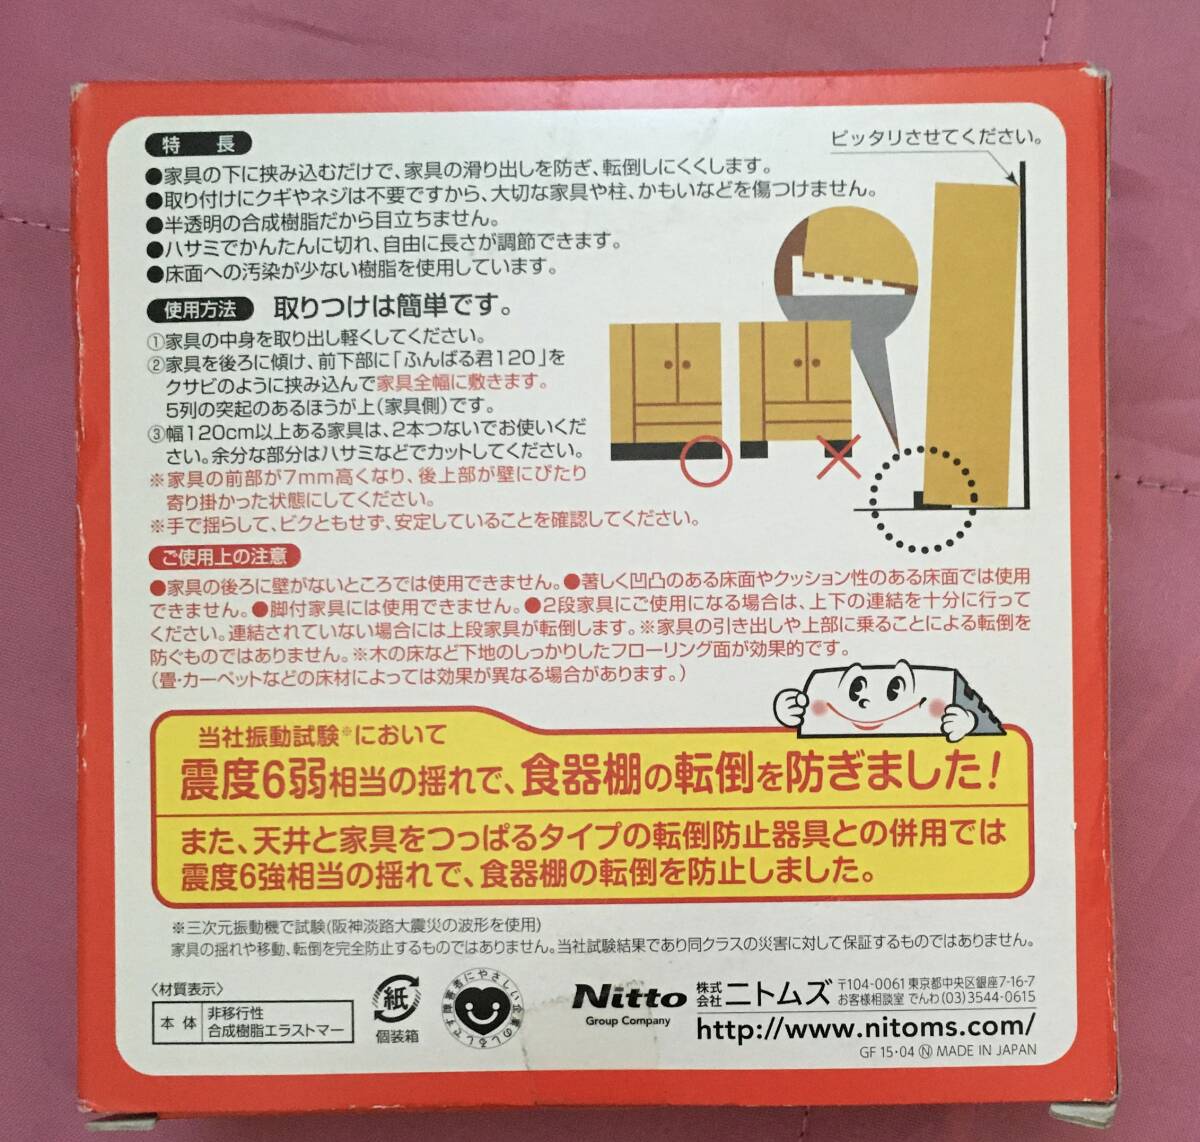 特　長
ピッタリさせてください。
●家具の下に挟み込むだけで、家具の滑り出しを防ぎ、転倒しにくくします。
●取り付けにクギやネジは不要ですから、大切な家具や柱、かもいなどを傷つけません。
●半透明の合成樹脂だから目立ちません。
●ハサミでかんたんに切れ、自由に長さが調節できます。
●床面への汚染が少ない樹脂を使用しています。
使用方法 取りつけは簡単です。
①家具の中身を取り出し軽くしてください。
②家具を後ろに傾け、前下部に「ふんばる君120」を
クサビのように挟み込んで家具全幅に敷きます。
5列の突起のあるほうが上(家具側)です。
③幅120cm以上ある家具は、2本つないでお使いくだ
さい。余分な部分はハサミなどでカットしてください。
※家具の前部が7mm高くなり、後上部が壁にぴたり
寄り掛かった状態にしてください。
※手で揺らして、ビクともせず、安定していることを確認してください。
ご使用上の注意
●家具の後ろに壁がないところでは使用できません。●著しく凹凸のある床面やクッション性のある床面では使用
できません。●脚付家具には使用できません。●2段家具にご使用になる場合は、上下の連結を十分に行って
ください。連結されていない場合には上段家具が転倒します。※家具の引き出しや上部に乗ることによる転倒を
防ぐものではありません。※木の床など下地のしっかりしたフローリング面が効果的です。
(畳・カーペットなどの床材によっては効果が異なる場合があります。)
当社振動試験※において
震度6弱相当の揺れで、食器棚の転倒を防ぎました!
また、天井と家具をつっぱるタイプの転倒防止器具との併用では
震度6強相当の揺れで、食器棚の転倒を防止しました。
※三次元振動機で試験(阪神淡路大震災の波形を使用)
家具の揺れや移動、転倒を完全防止するものではありません。当社試験結果であり同クラスの災害に対して保証するものではありません。
〈材質表示〉
本体 非移行性
合成樹脂エラストマー
紙
個装箱
障害者にやさしい企業のしるしです
Nitto
Group Company
株式会社ニトムズ
〒104-0061 東京都中央区銀座7-16-7
お客様相談室 でんわ(03)3544-0615
http://www.nitoms.com/
GF 15・04 Ⓝ MADE IN JAPAN